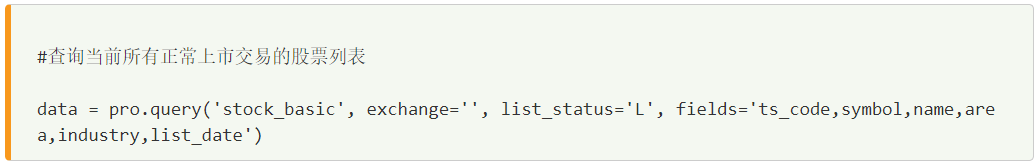 #查询当前所有正常上市交易的股票列表
data = pro.query('stock_basic', exchange='', list_status='L', fields='ts_code,symbol,name,are
a,industry,list_date')